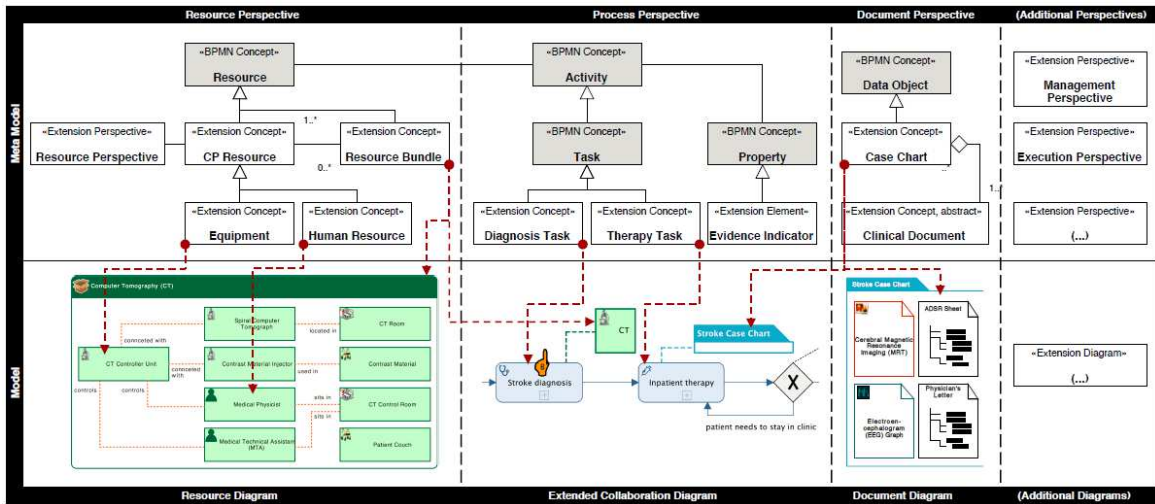 Resource Perspective
Process Perspective
Document Perspective
(Additional Perspectives)
Meta Model
«BPMN Concept»
Resource
«BPMN Concept»
Activity
«BPMN Concept»
Data Object
«Extension Perspective»
Management
Perspective
1..*
«Extension Perspective»
Resource Perspective
«Extension Concept»
CP Resource
0..*
«Extension Concept»
Resource Bundle
«BPMN Concept»
Task
«BPMN Concept»
Property
«Extension Concept»
Case Chart
..*
1..
«Extension Perspective»
Execution Perspective
«Extension Concept»
Equipment
«Extension Concept»
Human Resource
«Extension Concept»
Diagnosis Task
«Extension Concept»
Therapy Task
«Extension Element»
Evidence Indicator
«Extension Concept, abstract»
Clinical Document
«Extension Perspective»
(...)
Model
Computer Tomography (CT)
Spiral Computer
Tomograph
CT Room
connceted with
located in
CT Controller Unit
connceted
with
Contrast Material Injector
used in
Contrast Material
controls
controls
Medical Physicist
sits in
CT Control Room
sits in
Medical Technical Assistent
(MTA)
Patient Couch
CT
Stroke Case Chart
Stroke diagnosis
Inpatient therapy
X
patient needs to stay in clinic
Stroke Case Chart
Cerebral Magnetic
Resonance
Imaging (MRT)
ADSR Sheet
Electroen-
cephalogram
(EEG) Graph
Physician's
Letter
«Extension Diagram»
(...)
Resource Diagram
Extended Collaboration Diagram
Document Diagram
(Additional Diagrams)